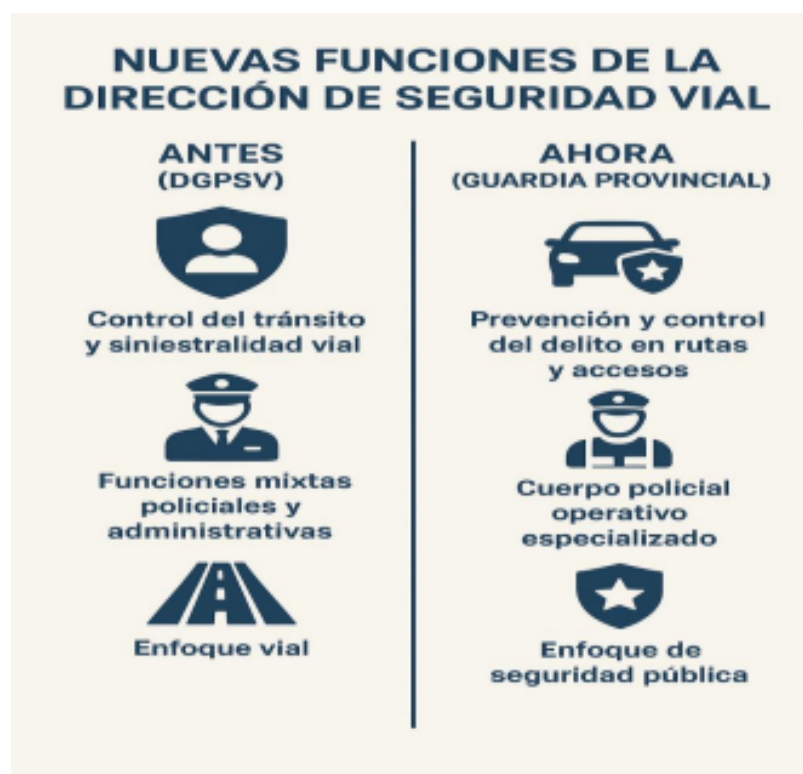 NUEVAS FUNCIONES DE LA
DIRECCIÓN DE SEGURIDAD VIAL
ANTES
(DGPSV)
Control del tránsito
y siniestralidad vial
Funciones mixtas
policiales y
administrativas
Enfoque vial
AHORA
(GUARDIA PROVINCIAL)
Prevención y control
del delito en rutas
y accesos
Cuerpo policial
operativo
especializado
Enfoque de
seguridad pública